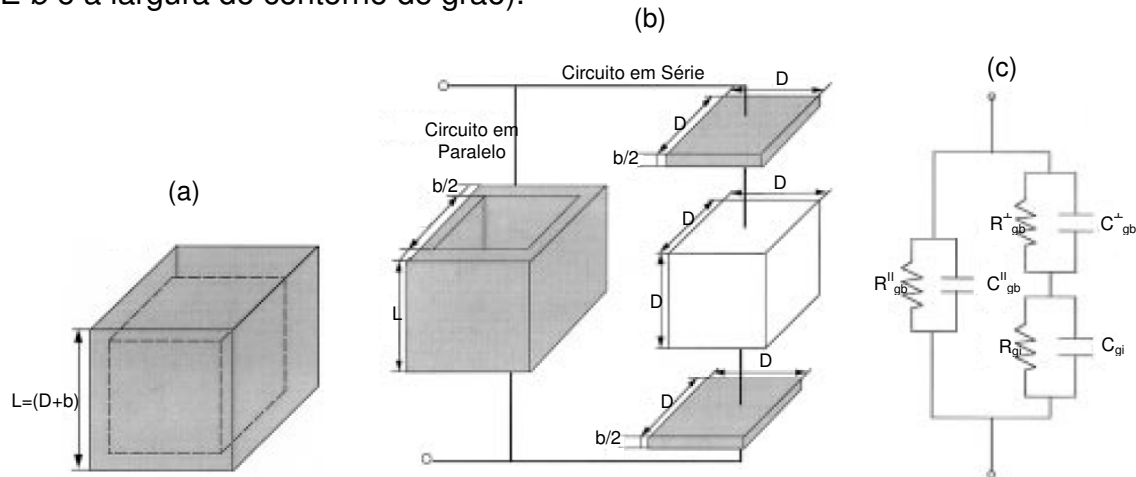 E b é a largura do contorno de grão).
(b)
Circuito em Série
D
(c)
D
Circuito em
Paralelo
b/2
b/2
D
(a)
D
R⊥gb
C⊥gb
R||gb
C||gb
L
D
Rgi
Cgi
D
L=(D+b)
D
b/2